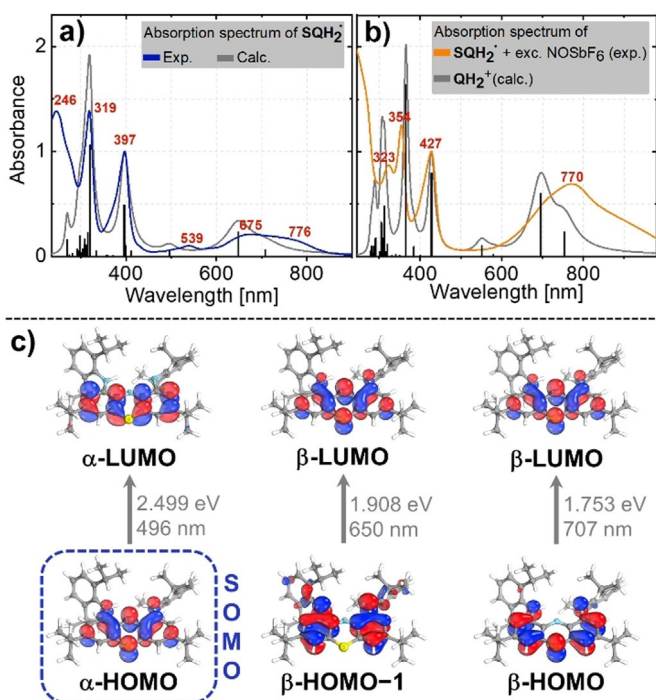 a)
Absorption spectrum of SQH₂•
Exp. Calc.
246
319
397
539
675
776
2
1
0
Absorbance
400
600
800
Wavelength [nm]
b)
Absorption spectrum of
SQH₂• + exc. NOSbF₆ (exp.)
QH₂⁺(calc.)
323
354
427
770
400
600
800
Wavelength [nm]
c)
α-LUMO
β-LUMO
β-LUMO
2.499 eV
496 nm
1.908 eV
650 nm
1.753 eV
707 nm
SOMO
α-HOMO
β-HOMO−1
β-HOMO